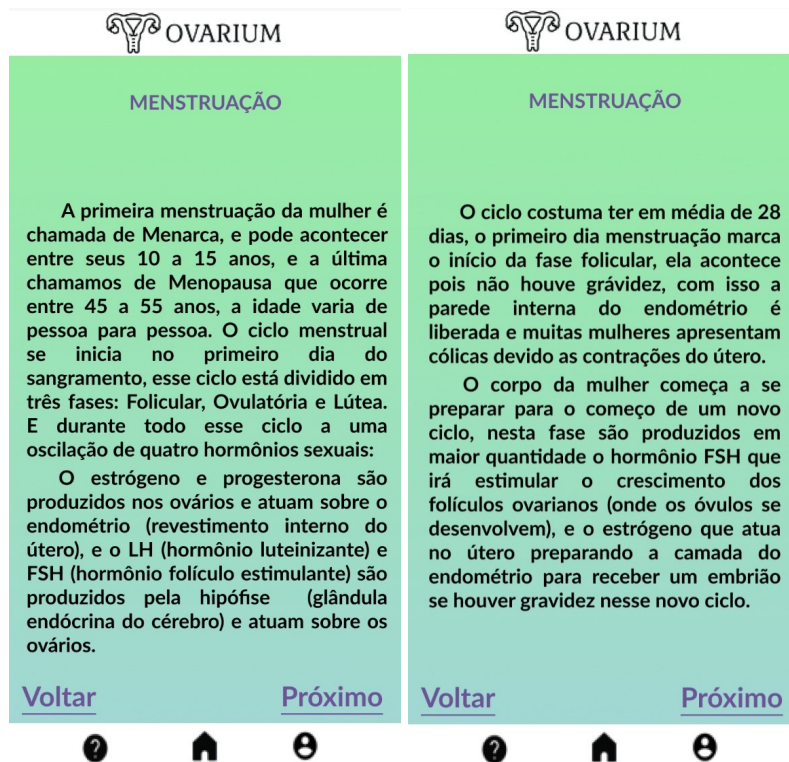 OVARIUM
MENSTRUAÇÃO
A primeira menstruação da mulher é
chamada de Menarca, e pode acontecer
entre seus 10 a 15 anos, e a última
chamamos de Menopausa que ocorre
entre 45 a 55 anos, a idade varia de
pessoa para pessoa. O ciclo menstrual
se inicia no primeiro dia do
sangramento, esse ciclo está dividido em
três fases: Folicular, Ovulatória e Lútea.
E durante todo esse ciclo a uma
oscilação de quatro hormônios sexuais:
O estrógeno e progesterona são
produzidos nos ovários e atuam sobre o
endométrio (revestimento interno do
útero), e o LH (hormônio luteinizante) e
FSH (hormônio folículo estimulante) são
produzidos pela hipófise (glândula
endócrina do cérebro) e atuam sobre os
ovários.
Voltar Próximo
OVARIUM
MENSTRUAÇÃO
O ciclo costuma ter em média de 28
dias, o primeiro dia menstruação marca
o início da fase folicular, ela acontece
pois não houve grávidez, com isso a
parede interna do endométrio é
liberada e muitas mulheres apresentam
cólicas devido as contrações do útero.
O corpo da mulher começa a se
preparar para o começo de um novo
ciclo, nesta fase são produzidos em
maior quantidade o hormônio FSH que
irá estimular o crescimento dos
folículos ovarianos (onde os óvulos se
desenvolvem), e o estrógeno que atua
no útero preparando a camada do
endométrio para receber um embrião
se houver gravidez nesse novo ciclo.
Voltar Próximo